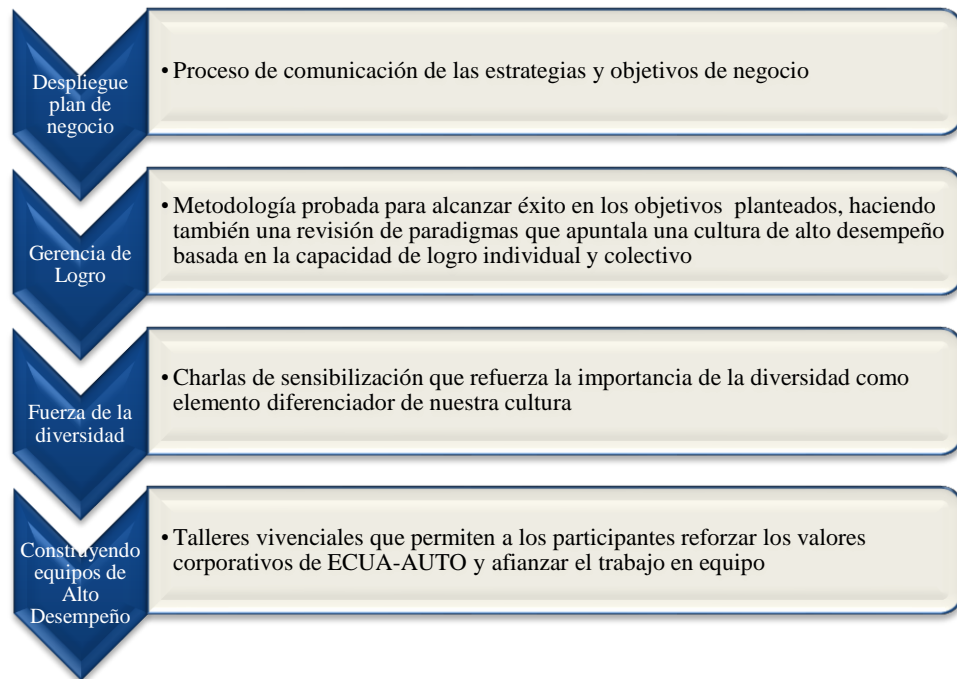 Despliegue
plan de
negocio
• Proceso de comunicación de las estrategias y objetivos de negocio
Gerencia de
Logro
• Metodología probada para alcanzar éxito en los objetivos planteados, haciendo
también una revisión de paradigmas que apuntala una cultura de alto desempeño
basada en la capacidad de logro individual y colectivo
Fuerza de la
diversidad
• Charlas de sensibilización que refuerza la importancia de la diversidad como
elemento diferenciador de nuestra cultura
Construyendo
equipos de
Alto
Desempeño
• Talleres vivenciales que permiten a los participantes reforzar los valores
corporativos de ECUA-AUTO y afianzar el trabajo en equipo